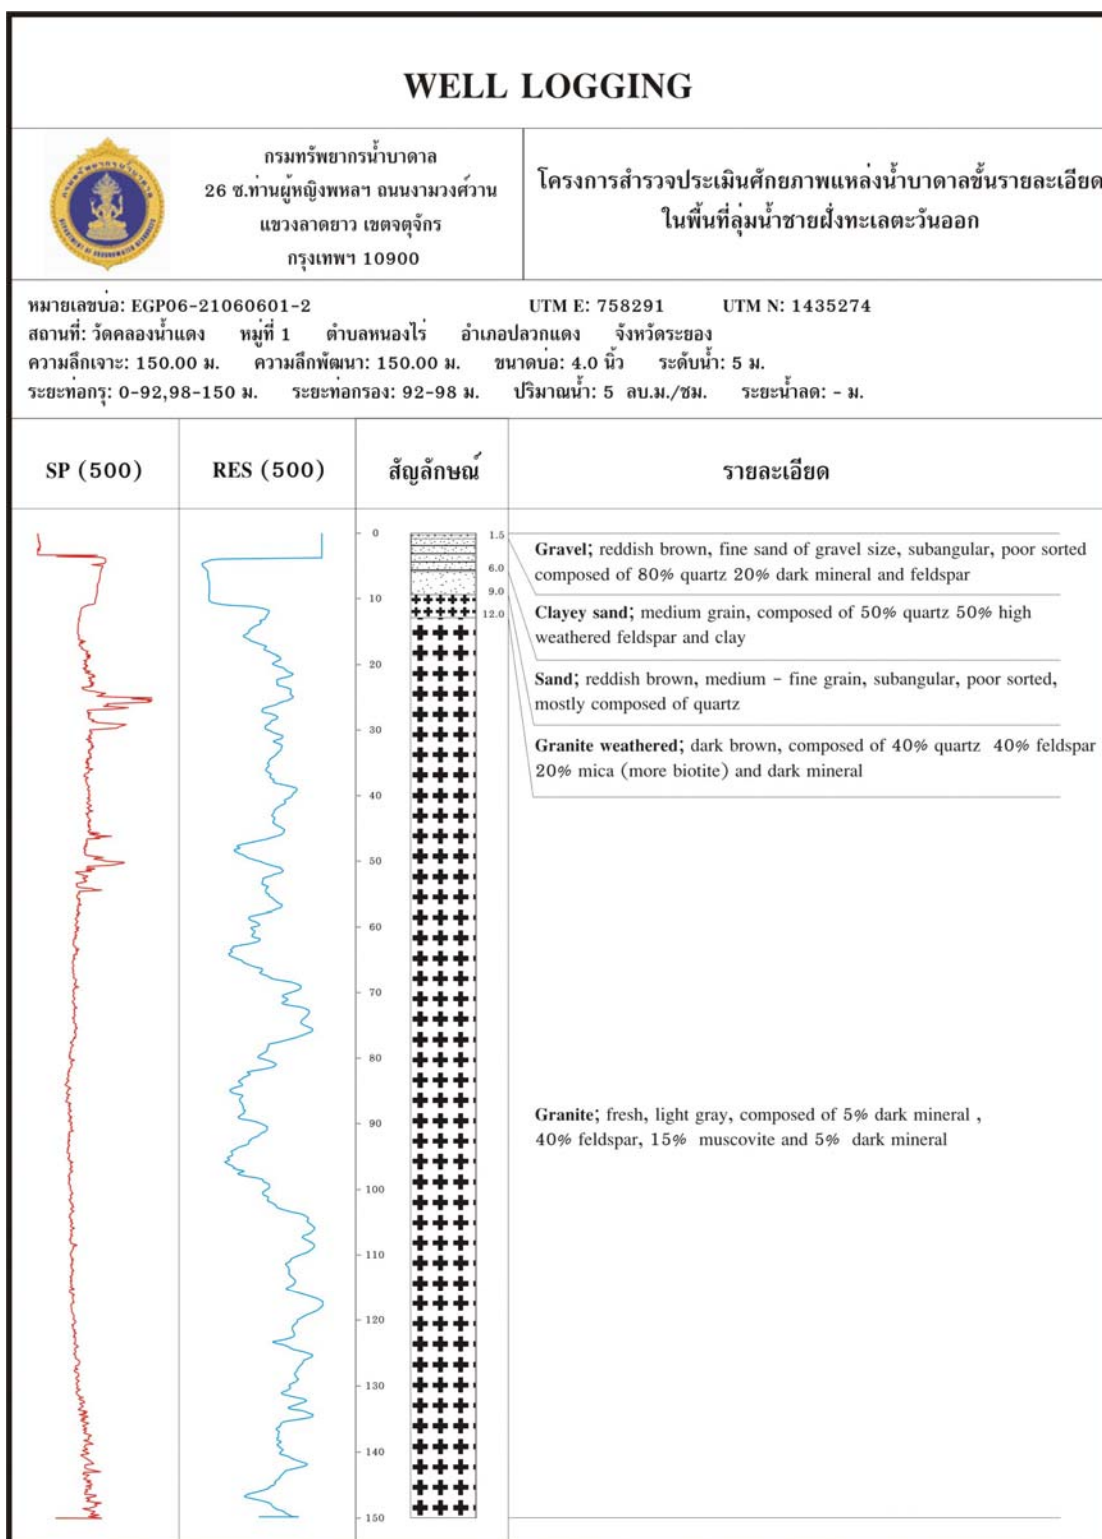 WELL LOGGING
กรมทรัพยากรน้ำบาดาล
26 ซ.ท่านผู้หญิงพหลฯ ถนนงามวงศ์วาน
แขวงลาดยาว เขตจตุจักร
กรุงเทพฯ 10900
โครงการสำรวจประเมินศักยภาพแหล่งน้ำบาดาลขั้นรายละเอียด
ในพื้นที่ลุ่มน้ำชายฝั่งทะเลตะวันออก
หมายเลขบ่อ: EGP06-21060601-2 UTM E: 758291 UTM N: 1435274
สถานที่: วัดคลองน้ำแดง หมู่ที่ 1 ตำบลหนองไร่ อำเภอปลวกแดง จังหวัดระยอง
ความลึกเจาะ: 150.00 ม. ความลึกพัฒนา: 150.00 ม. ขนาดบ่อ: 4.0 นิ้ว ระดับน้ำ: 5 ม.
ระยะท่อกรุ: 0-92,98-150 ม. ระยะท่อกรอง: 92-98 ม. ปริมาณน้ำ: 5 ลบ.ม./ชม. ระยะน้ำลด: - ม.
SP (500) RES (500) สัญลักษณ์ รายละเอียด
0
10
20
30
40
50
60
70
80
90
100
110
120
130
140
150
1.5
6.0
9.0
12.0
Gravel; reddish brown, fine sand of gravel size, subangular, poor sorted
composed of 80% quartz 20% dark mineral and feldspar
Clayey sand; medium grain, composed of 50% quartz 50% high
weathered feldspar and clay
Sand; reddish brown, medium - fine grain, subangular, poor sorted,
mostly composed of quartz
Granite weathered; dark brown, composed of 40% quartz 40% feldspar
20% mica (more biotite) and dark mineral
Granite; fresh, light gray, composed of 5% dark mineral ,
40% feldspar, 15% muscovite and 5% dark mineral